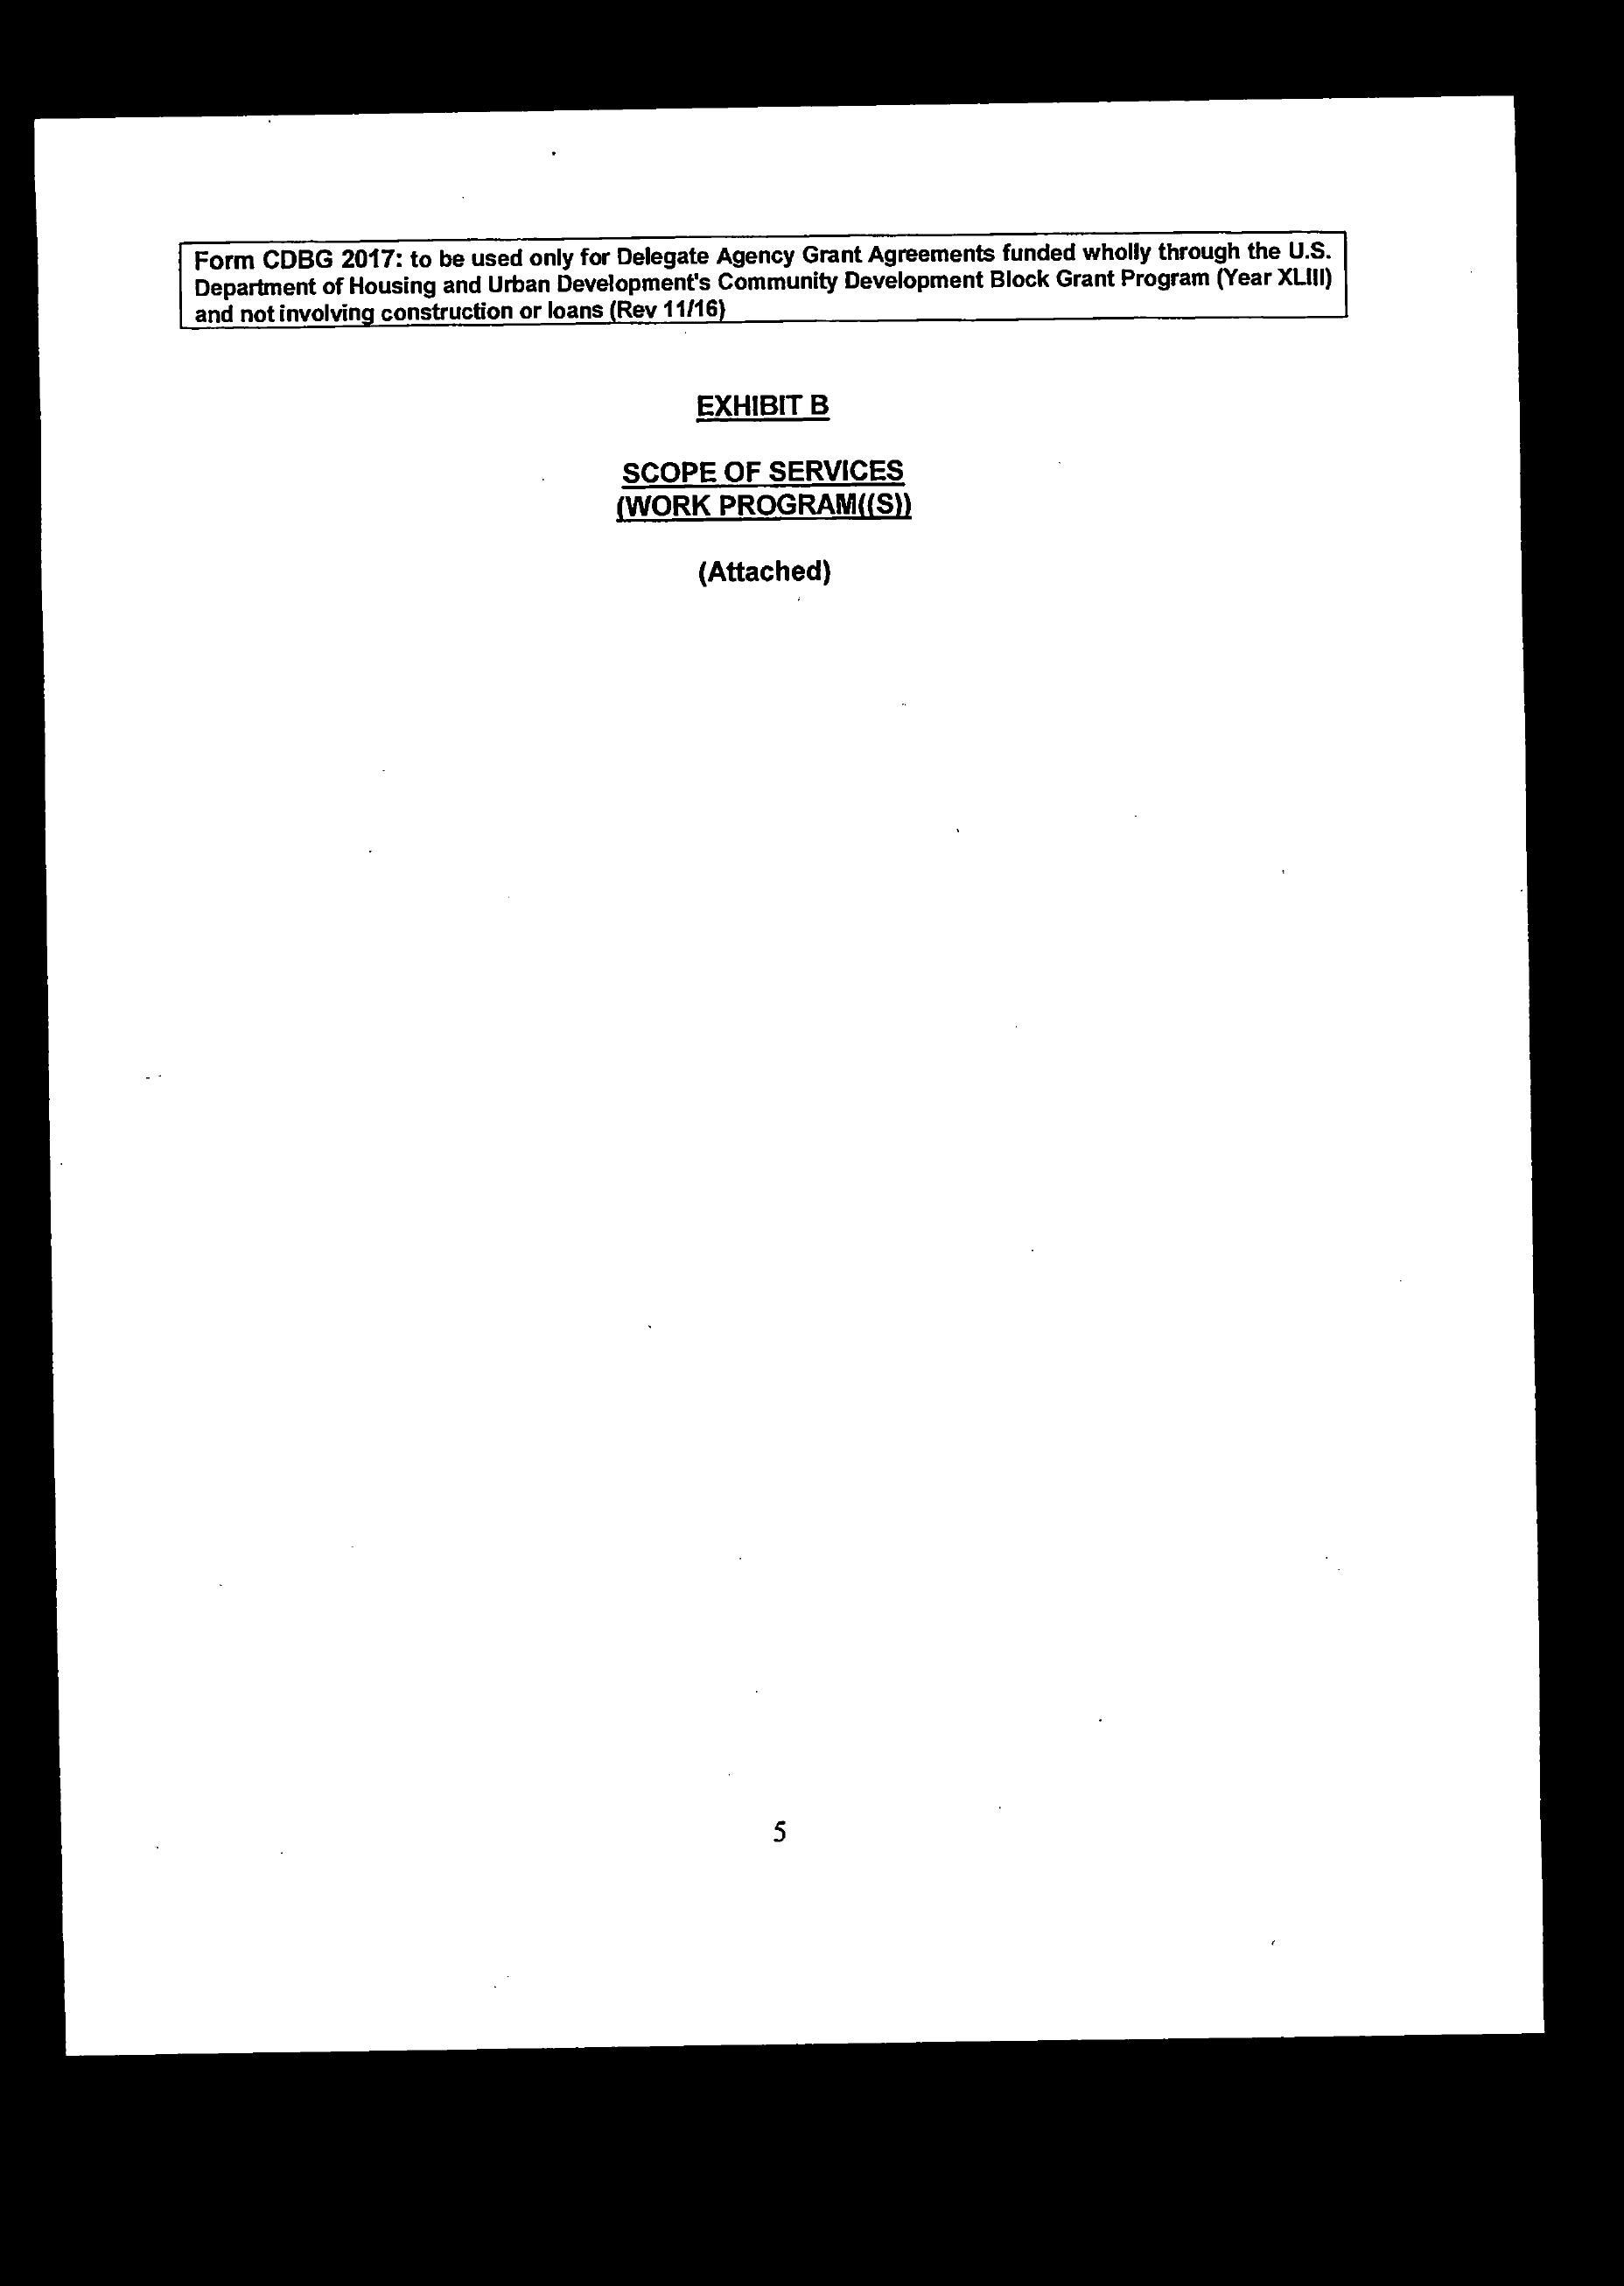 Form CDBG 2017: to be used only for Delegate Agency Grant Agreements funded wholly through the U.S.
Department of Housing and Urban Development's Community Development Block Grant Program (Year XLIII)
and not involving construction or loans (Rev 11/16)
EXHIBIT B
SCOPE OF SERVICES
(WORK PROGRAM((S))
(Attached)
5